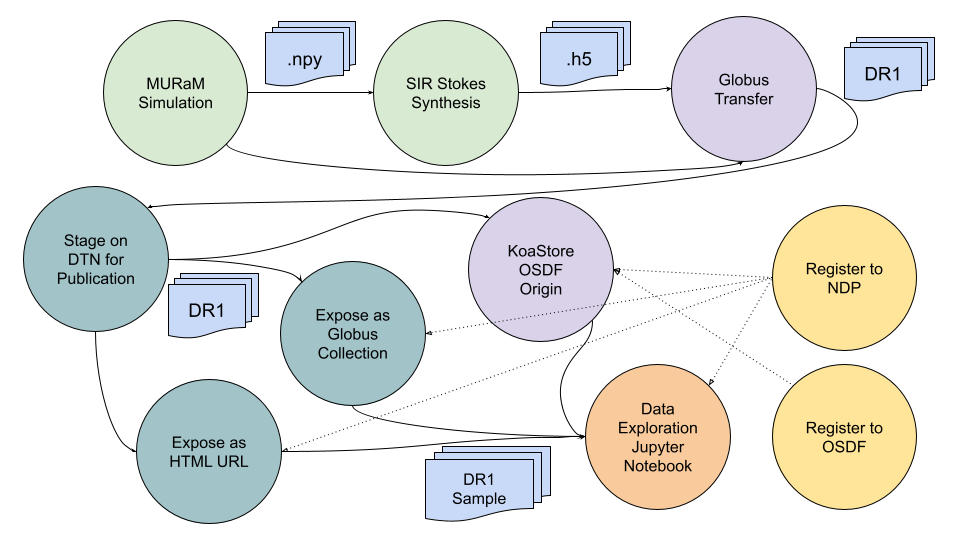 MURaM
Simulation
.npy
SIR Stokes
Synthesis
.h5
Globus
Transfer
DR1
Stage on
DTN for
Publication
DR1
Expose as
Globus
Collection
KoaStore
OSDF
Origin
Register to
NDP
Expose as
HTML URL
DR1
Sample
Data
Exploration
Jupyter
Notebook
Register to
OSDF